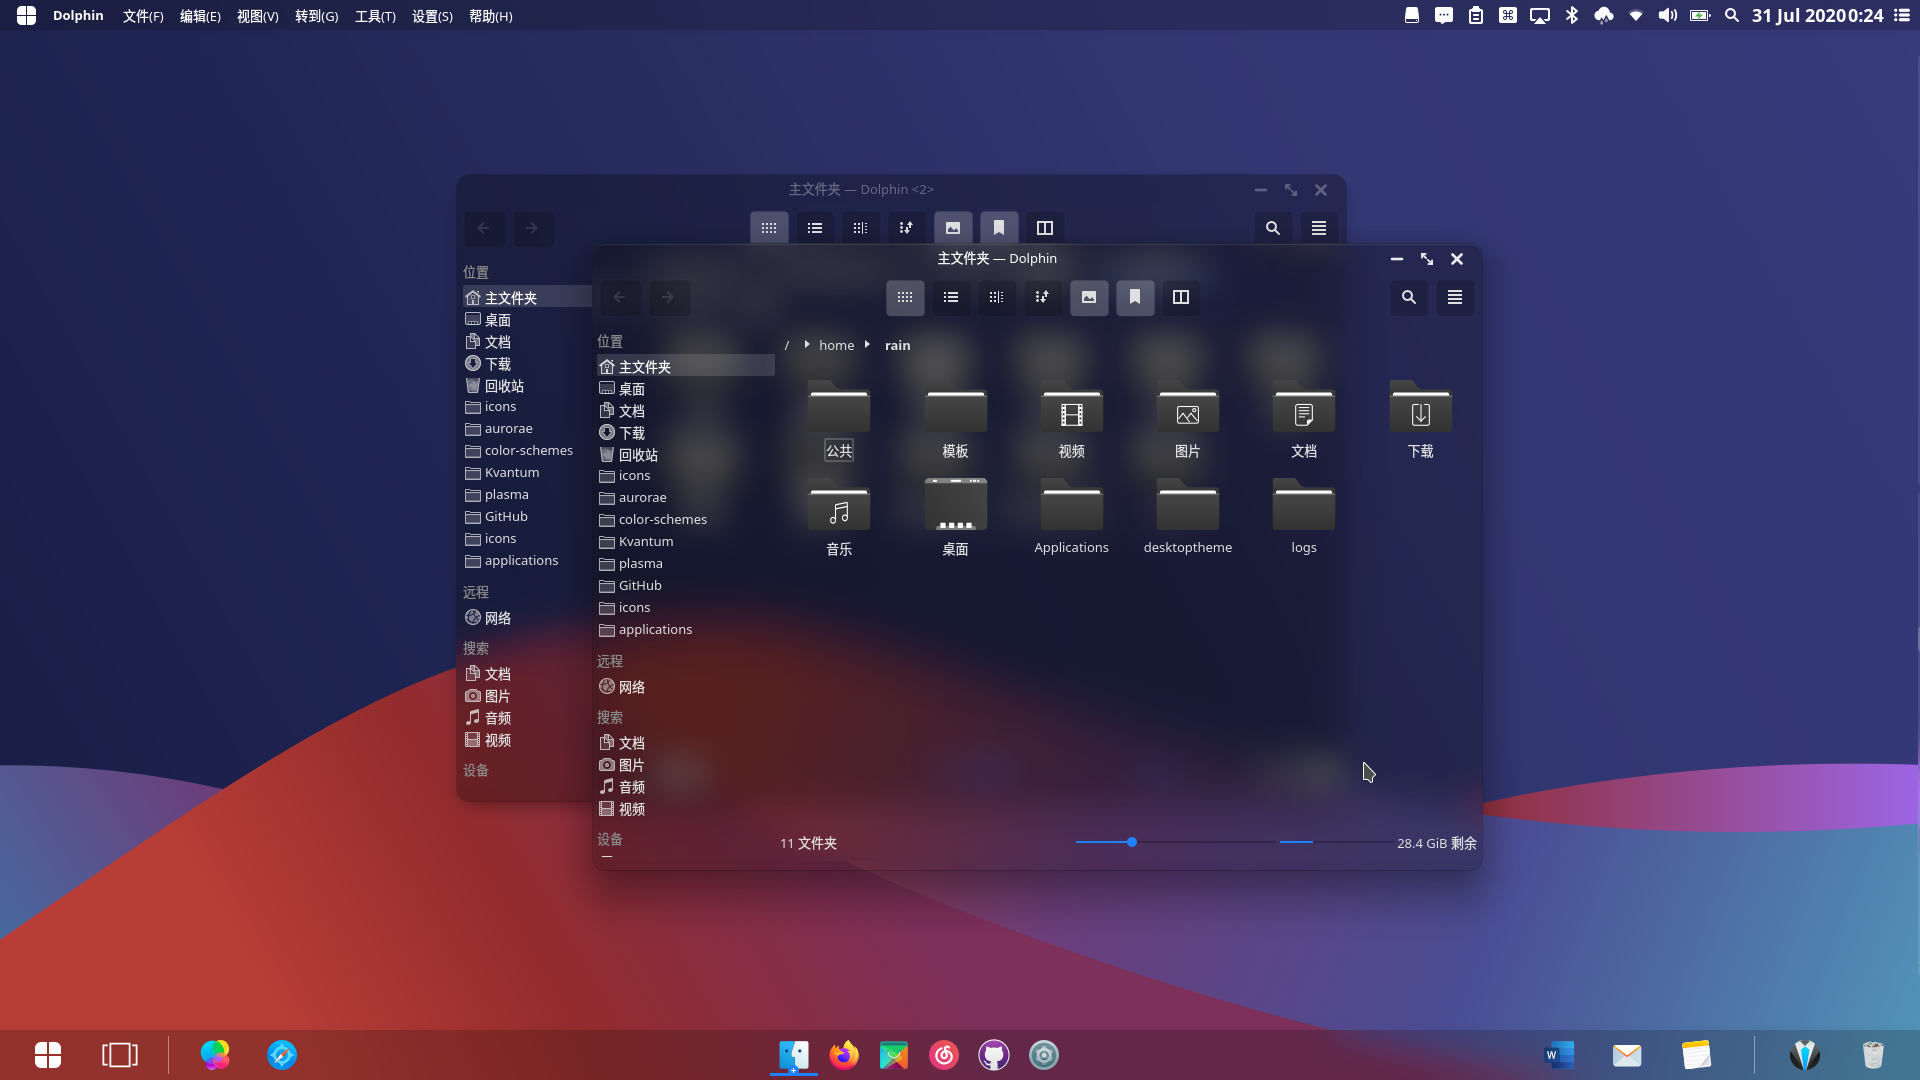 Dolphin 文件(F) 编辑(E) 视图(V) 转到(G) 工具(T) 设置(S) 帮助(H) 31 Jul 2020 0:24
主文件夹 — Dolphin <2>
位置
主文件夹
桌面
文档
下载
回收站
icons
aurorae
color-schemes
Kvantum
plasma
GitHub
icons
applications
远程
网络
搜索
文档
图片
音频
视频
设备
主文件夹 — Dolphin
位置
主文件夹
桌面
文档
下载
回收站
icons
aurorae
color-schemes
Kvantum
plasma
GitHub
icons
applications
远程
网络
搜索
文档
图片
音频
视频
设备
/ home rain
公共 模板 视频 图片 文档 下载
音乐 桌面 Applications desktoptheme logs
11 文件夹 28.4 GiB 剩余
W